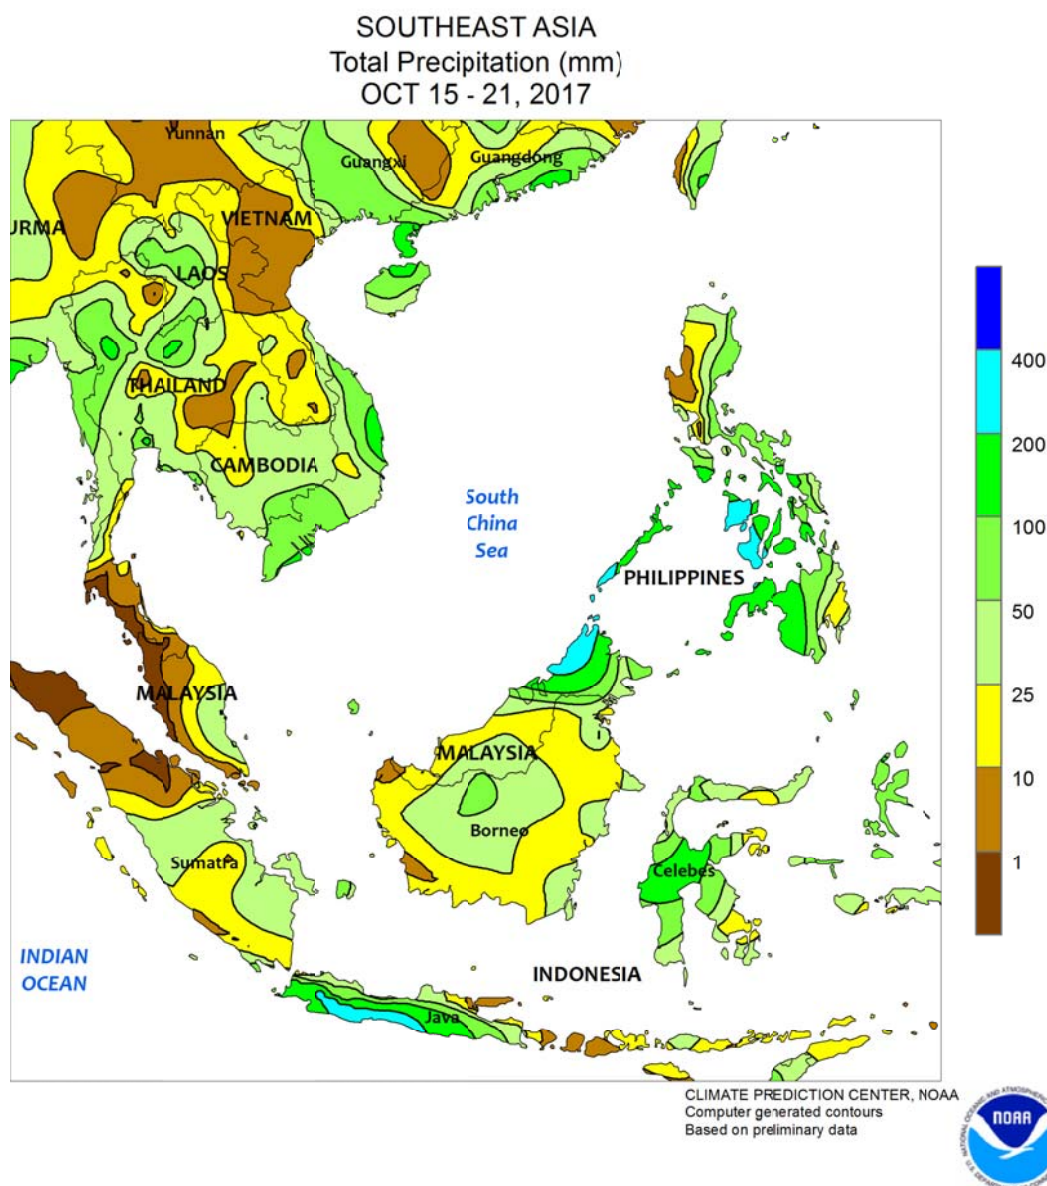 SOUTHEAST ASIA
Total Precipitation (mm)
OCT 15 - 21, 2017
Yunnan
Guangxi
Guangdong
URMA
VIETNAM
LAOS
THAILAND
CAMBODIA
South
China
Sea
PHILIPPINES
MALAYSIA
MALAYSIA
Borneo
Sumatra
Celebes
INDIAN
OCEAN
INDONESIA
Java
400
200
100
50
25
10
1
CLIMATE PREDICTION CENTER, NOAA
Computer generated contours
Based on preliminary data
NOAA